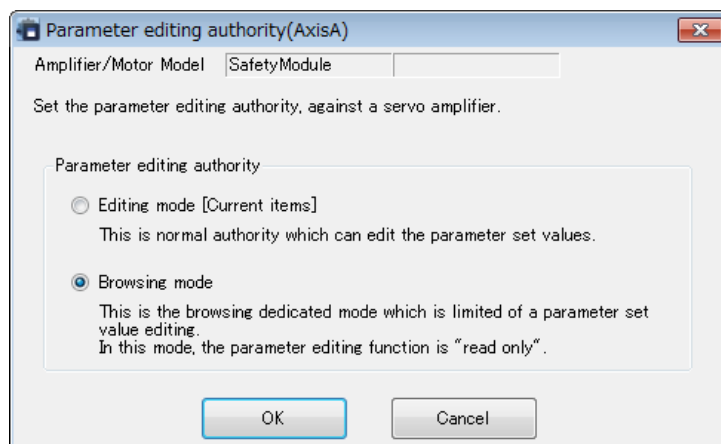 Parameter editing authority(AxisA)
Amplifier/Motor Model SafetyModule
Set the parameter editing authority, against a servo amplifier.
Parameter editing authority
Editing mode [Current items]
This is normal authority which can edit the parameter set values.
Browsing mode
This is the browsing dedicated mode which is limited of a parameter set
value editing.
In this mode, the parameter editing function is "read only".
OK Cancel